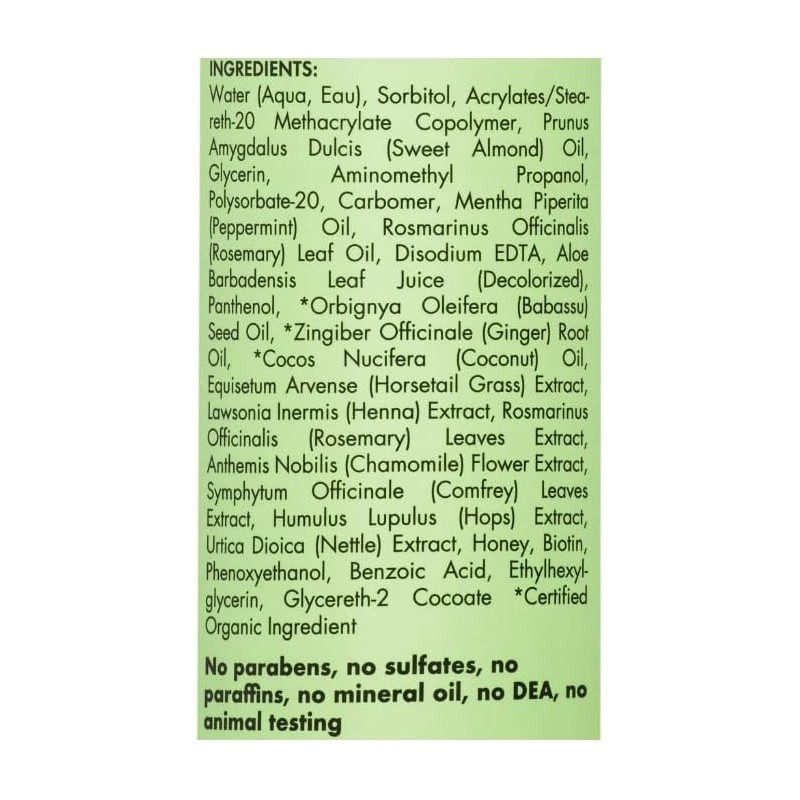 INGREDIENTS:
Water (Aqua, Eau), Sorbitol, Acrylates/Stea-
reth-20 Methacrylate Copolymer, Prunus
Amygdalus Dulcis (Sweet Almond) Oil,
Glycerin, Aminomethyl Propanol,
Polysorbate-20, Carbomer, Mentha Piperita
(Peppermint) Oil, Rosmarinus Officinalis
(Rosemary) Leaf Oil, Disodium EDTA, Aloe
Barbadensis Leaf Juice (Decolorized),
Panthenol, *Orbignya Oleifera (Babassu)
Seed Oil, *Zingiber Officinale (Ginger) Root
Oil, *Cocos Nucifera (Coconut) Oil,
Equisetum Arvense (Horsetail Grass) Extract,
Lawsonia Inermis (Henna) Extract, Rosmarinus
Officinalis (Rosemary) Leaves Extract,
Anthemis Nobilis (Chamomile) Flower Extract,
Symphytum Officinale (Comfrey) Leaves
Extract, Humulus Lupulus (Hops) Extract,
Urtica Dioica (Nettle) Extract, Honey, Biotin,
Phenoxyethanol, Benzoic Acid, Ethylhexyl-
glycerin, Glycereth-2 Cocoate *Certified
Organic Ingredient
No parabens, no sulfates, no
paraffins, no mineral oil, no DEA, no
animal testing